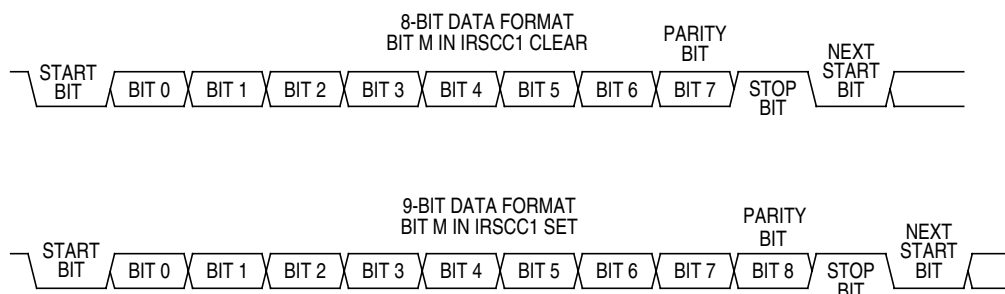 8-BIT DATA FORMAT
BIT M IN IRSCC1 CLEAR
PARITY
BIT
START
BIT
BIT 0
BIT 1
BIT 2
BIT 3
BIT 4
BIT 5
BIT 6
BIT 7
STOP
BIT
NEXT
START
BIT
9-BIT DATA FORMAT
BIT M IN IRSCC1 SET
PARITY
BIT
START
BIT
BIT 0
BIT 1
BIT 2
BIT 3
BIT 4
BIT 5
BIT 6
BIT 7
BIT 8
STOP
BIT
NEXT
START
BIT